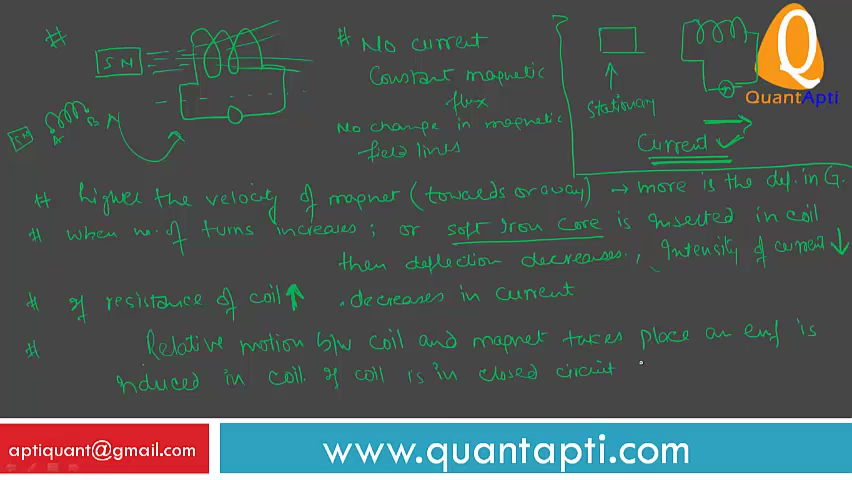 #
S N
S N
A
B
# No current
Constant magnetic
flux
No change in magnetic
field lines
Stationary
Current
QuantApti
# higher the velocity of magnet (towards or away) → more is the def. in G.
# when no. of turns increases; or soft Iron core is inserted in coil
then deflection decreases., Intensity of current ↓
# if resistance of coil ↑ . decreases in current
# Relative motion b/w coil and magnet takes place an emf is
induced in coil if coil is in closed circuit
aptiquant@gmail.com
www.quantapti.com